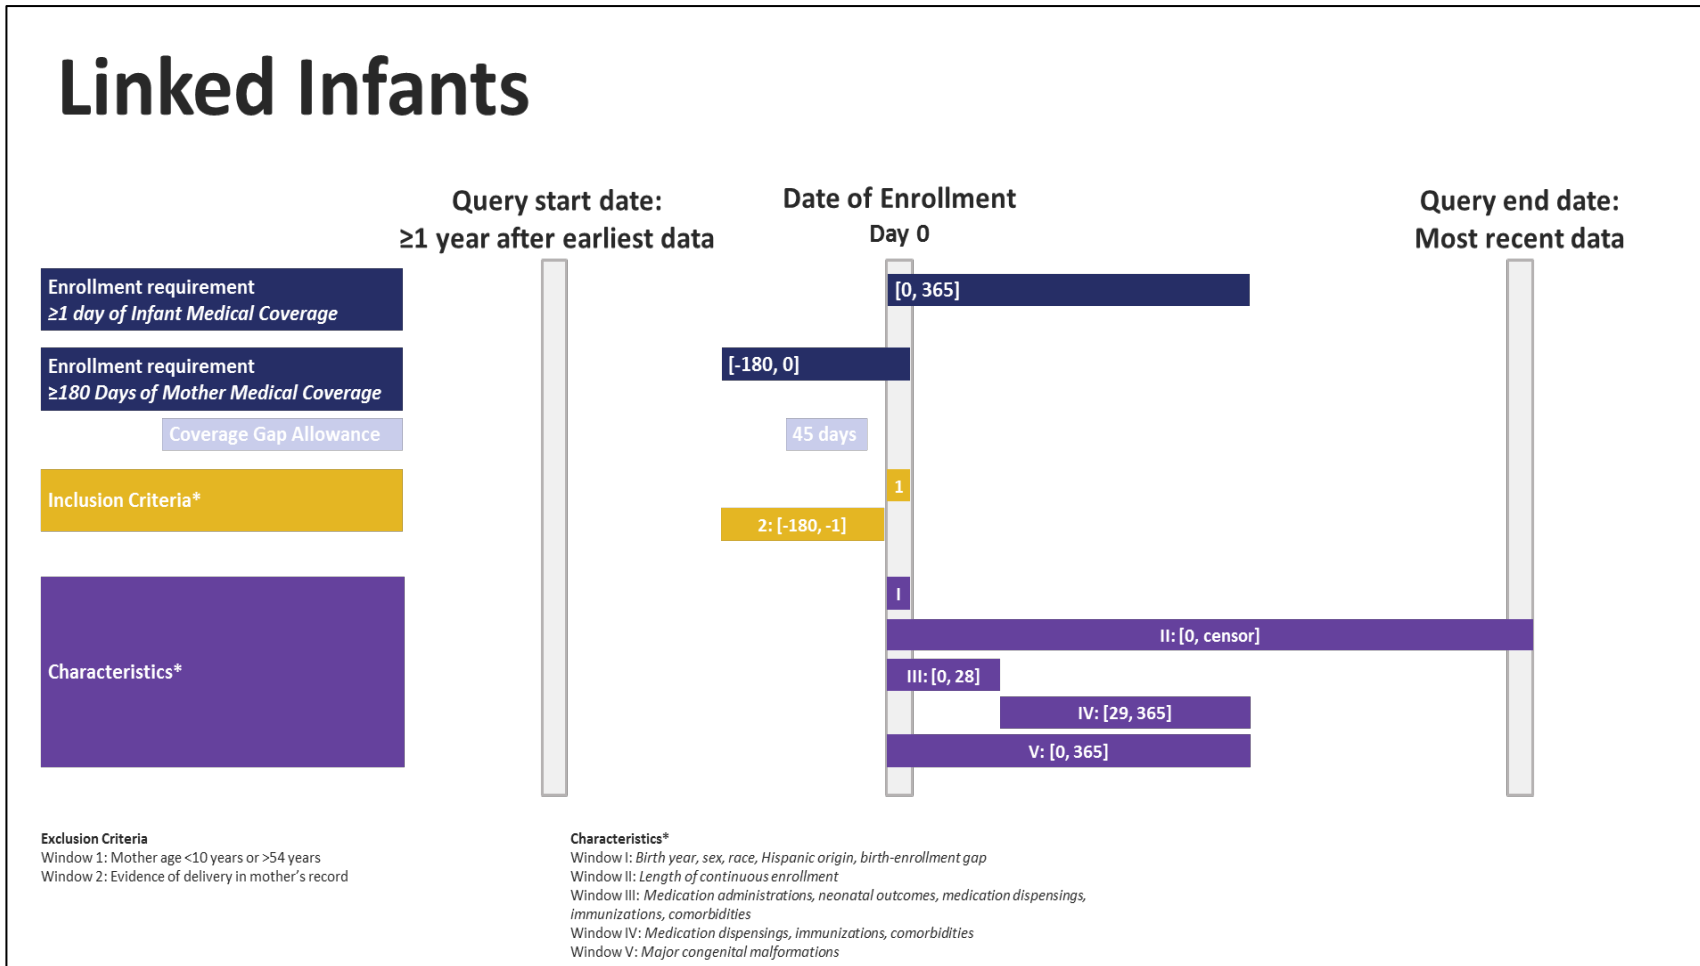 Linked Infants
Query start date:
≥1 year after earliest data
Date of Enrollment
Day 0
Query end date:
Most recent data
Enrollment requirement
≥1 day of Infant Medical Coverage
[0, 365]
Enrollment requirement
≥180 Days of Mother Medical Coverage
[-180, 0]
Coverage Gap Allowance
45 days
Inclusion Criteria*
1
2: [-180, -1]
Characteristics*
I
II: [0, censor]
III: [0, 28]
IV: [29, 365]
V: [0, 365]
Exclusion Criteria
Window 1: Mother age <10 years or >54 years
Window 2: Evidence of delivery in mother's record
Characteristics*
Window I: Birth year, sex, race, Hispanic origin, birth-enrollment gap
Window II: Length of continuous enrollment
Window III: Medication administrations, neonatal outcomes, medication dispensings,
immunizations, comorbidities
Window IV: Medication dispensings, immunizations, comorbidities
Window V: Major congenital malformations